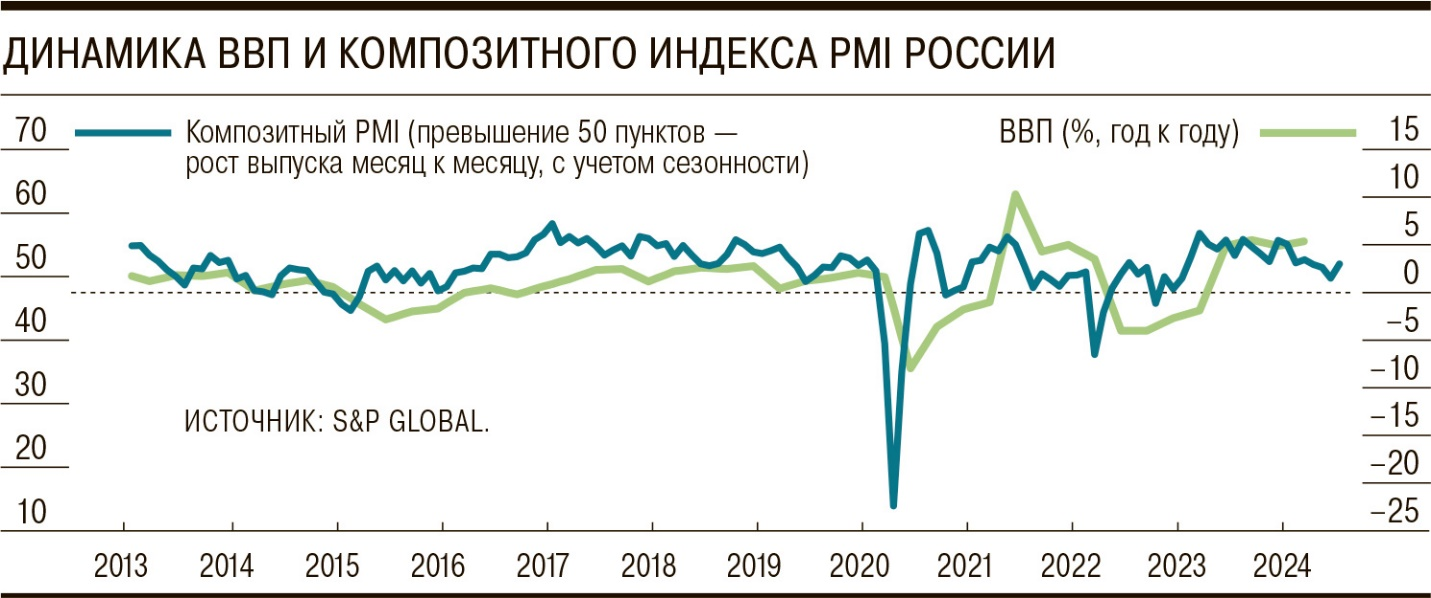 ДИНАМИКА ВВП И КОМПОЗИТНОГО ИНДЕКСА PMI РОССИИ
Композитный PMI (превышение 50 пунктов —
рост выпуска месяц к месяцу, с учетом сезонности)
ВВП (%, год к году)
70
60
50
40
30
20
10
15
10
5
0
–5
–10
–15
–20
–25
ИСТОЧНИК: S&P GLOBAL.
2013 2014 2015 2016 2017 2018 2019 2020 2021 2022 2023 2024